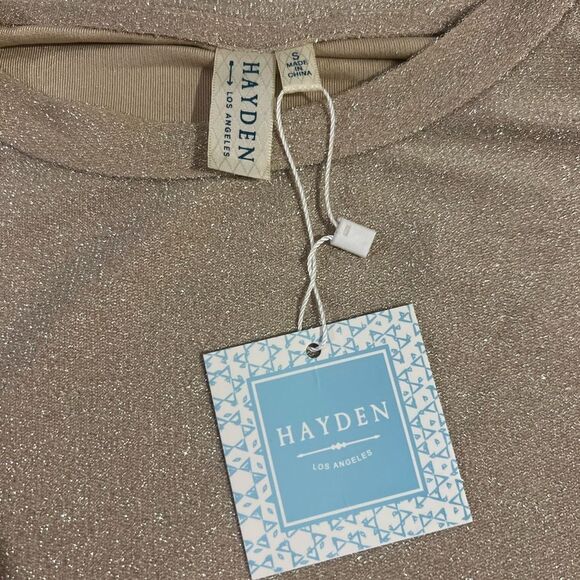 HAYDEN
LOS ANGELES
S
MADE
IN
CHINA
HAYDEN
LOS ANGELES